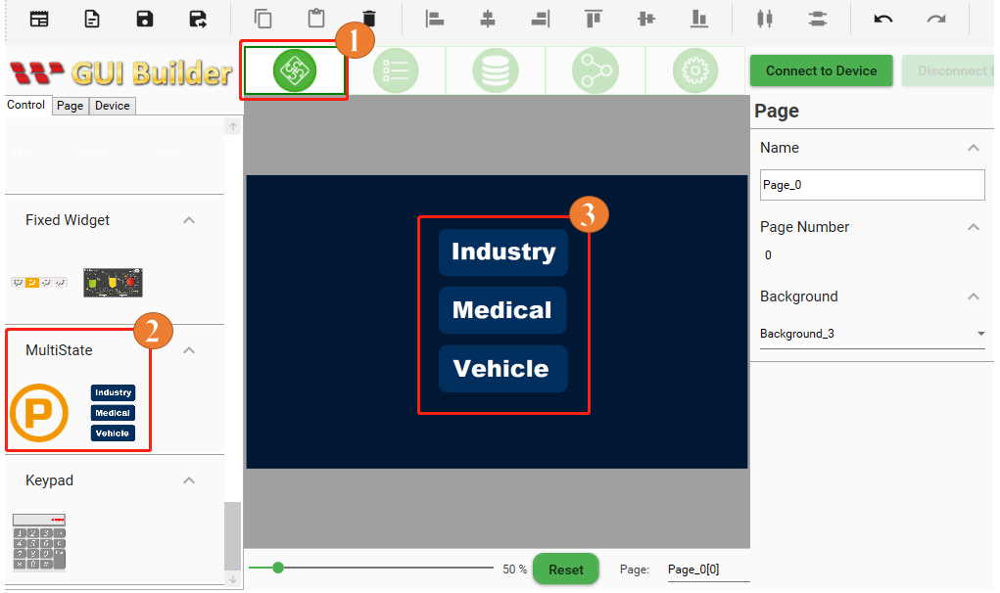 1
GUI Builder
Connect to Device
Disconnect t
Control
Page
Device
Page
Name
Page_0
Page Number
0
Background
Background_3
Fixed Widget
2
MultiState
P
Industry
Medical
Vehicle
Keypad
3
Industry
Medical
Vehicle
50 %
Reset
Page:
Page_0[0]